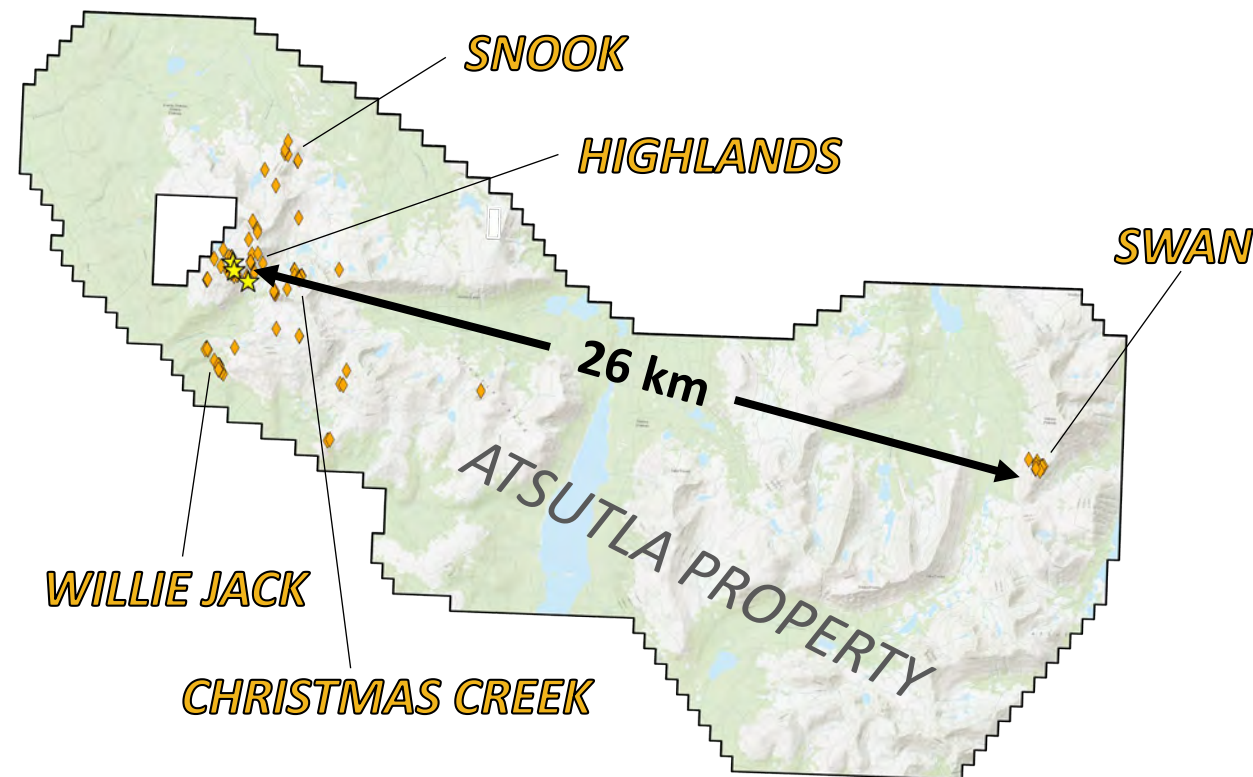 SNOOK
HIGHLANDS
SWAN
26 km
ATSUTLA PROPERTY
WILLIE JACK
CHRISTMAS CREEK